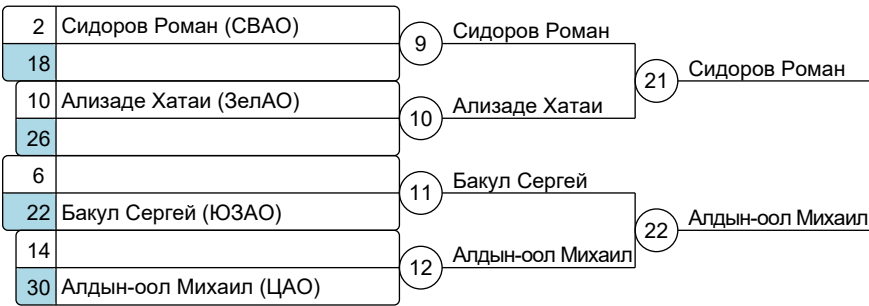 2 Сидоров Роман (СВАО)
18
10 Ализаде Хатаи (ЗелАО)
26
6
22 Бакул Сергей (ЮЗАО)
14
30 Алдын-оол Михаил (ЦАО)
9 Сидоров Роман
10 Ализаде Хатаи
11 Бакул Сергей
12 Алдын-оол Михаил
21 Сидоров Роман
22 Алдын-оол Михаил